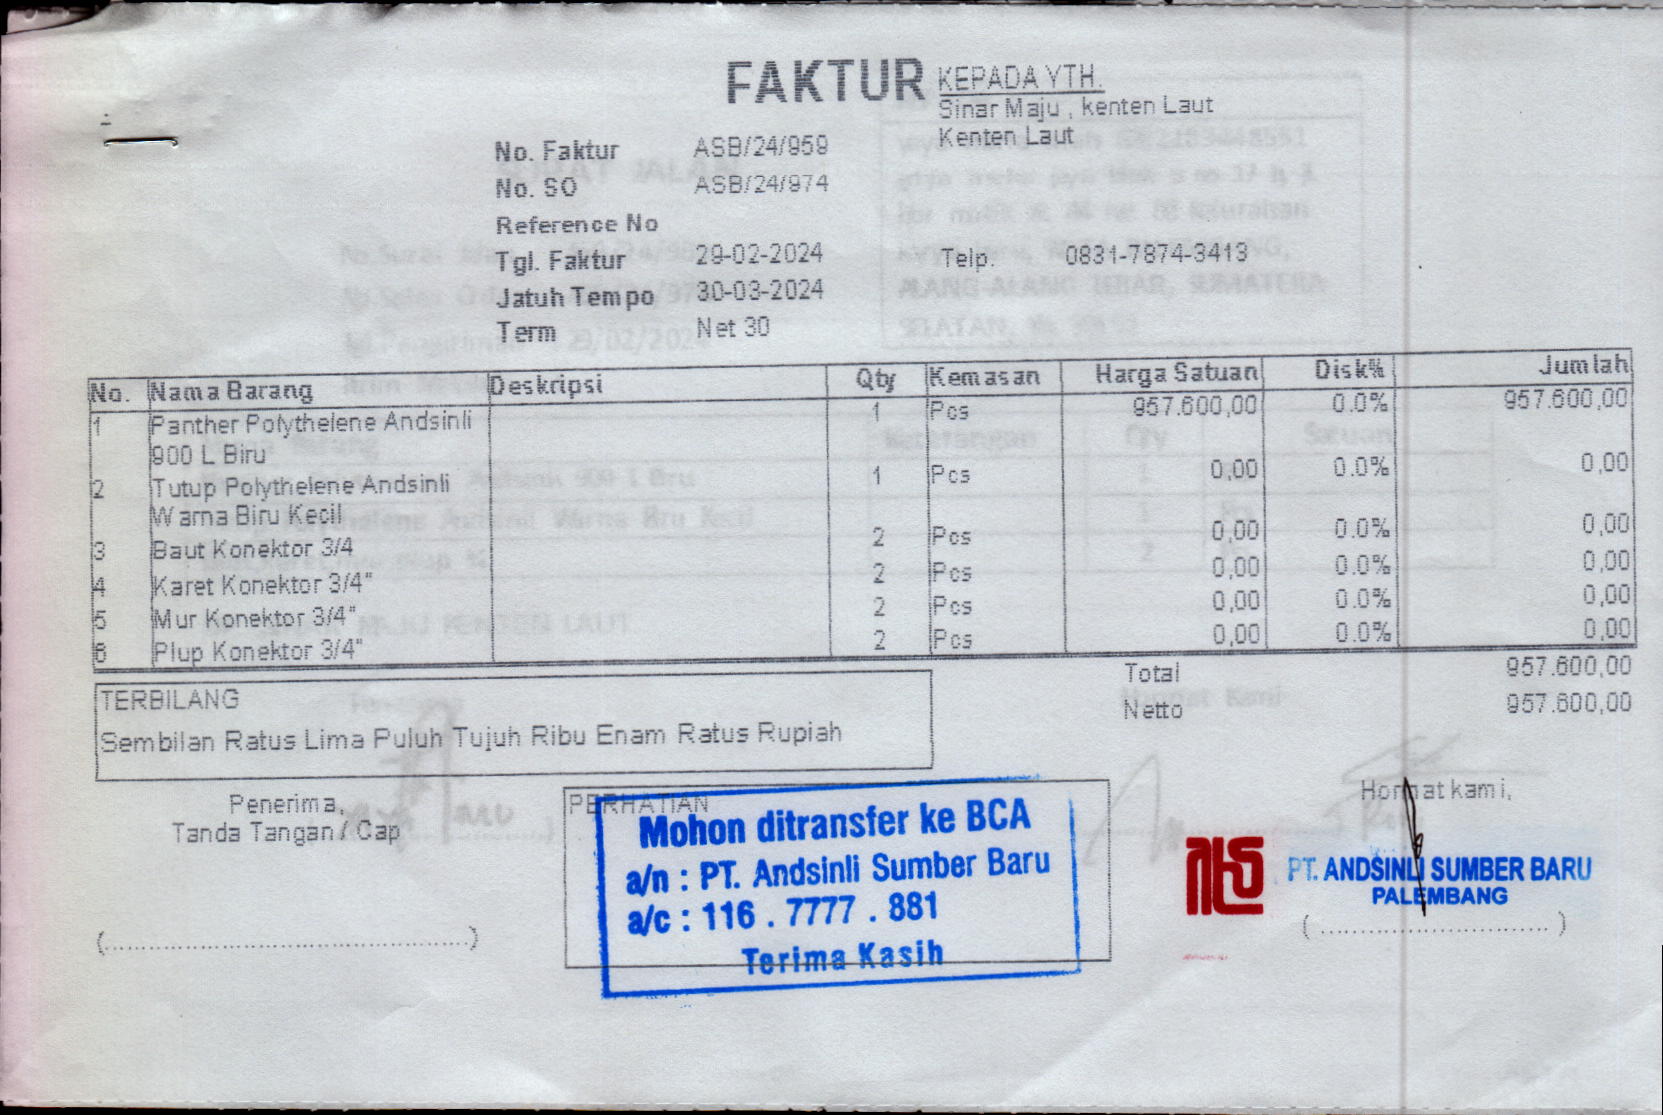 FAKTUR
KEPADA YTH.
Sinar Maju , kenten Laut
Kenten Laut
No. Faktur ASB/24/959
No. SO ASB/24/974
Reference No
Tgl. Faktur 29-02-2024
Telp. 0831-7874-3413
Jatuh Tempo 30-03-2024
Term Net 30
No. Nama Barang Deskripsi Qty Kemasan Harga Satuan Disk% Jumlah
1 Panther Polythelene Andsinli 1 Pcs 957.600,00 0.0% 957.600,00
900 L Biru
2 Tutup Polythelene Andsinli 1 Pcs 0,00 0.0% 0,00
Warna Biru Kecil
3 Baut Konektor 3/4 2 Pcs 0,00 0.0% 0,00
4 Karet Konektor 3/4" 2 Pcs 0,00 0.0% 0,00
5 Mur Konektor 3/4" 2 Pcs 0,00 0.0% 0,00
6 Plup Konektor 3/4" 2 Pcs 0,00 0.0% 0,00
Total 957.600,00
Netto 957.600,00
TERBILANG
Sembilan Ratus Lima Puluh Tujuh Ribu Enam Ratus Rupiah
Penerima,
Tanda Tangan / Cap
(............................................)
PERHATIAN
Mohon ditransfer ke BCA
a/n : PT. Andsinli Sumber Baru
a/c : 116 . 7777 . 881
Terima Kasih
Hormat kami,
PT. ANDSINLI SUMBER BARU
PALEMBANG
(............................)